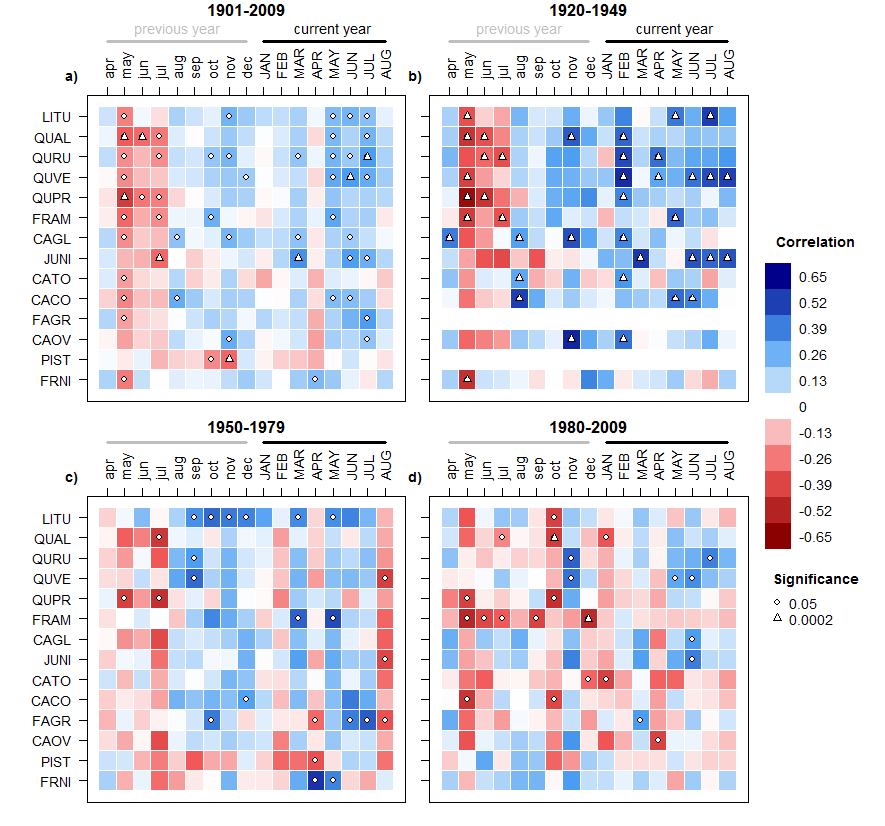 1901-2009
previous year current year
apr may jun jul aug sep oct nov dec JAN FEB MAR APR MAY JUN JUL AUG
a)
LITU
QUAL
QURU
QUVE
QUPR
FRAM
CAGL
JUNI
CATO
CACO
FAGR
CAOV
PIST
FRNI
1920-1949
previous year current year
apr may jun jul aug sep oct nov dec JAN FEB MAR APR MAY JUN JUL AUG
b)
1950-1979
apr may jun jul aug sep oct nov dec JAN FEB MAR APR MAY JUN JUL AUG
c)
LITU
QUAL
QURU
QUVE
QUPR
FRAM
CAGL
JUNI
CATO
CACO
FAGR
CAOV
PIST
FRNI
1980-2009
apr may jun jul aug sep oct nov dec JAN FEB MAR APR MAY JUN JUL AUG
d)
Correlation
0.65
0.52
0.39
0.26
0.13
0
-0.13
-0.26
-0.39
-0.52
-0.65
Significance
0.05
0.0002